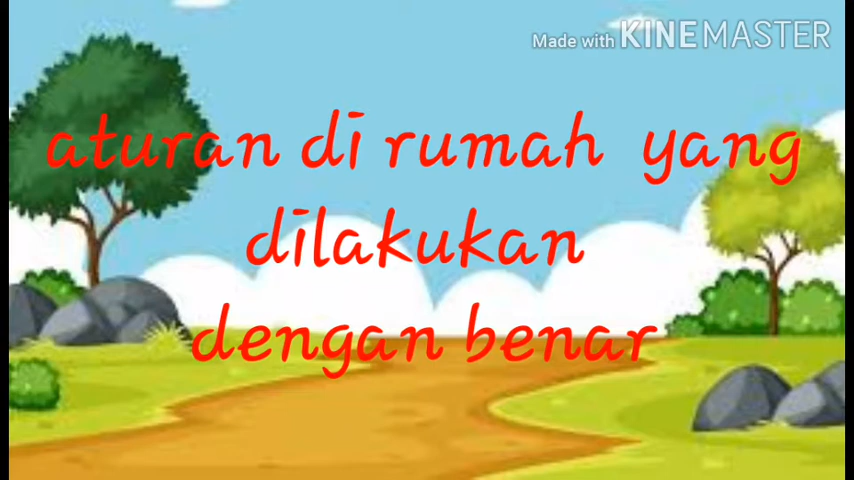 Made with KINEMASTER
aturan di rumah yang
dilakukan
dengan benar